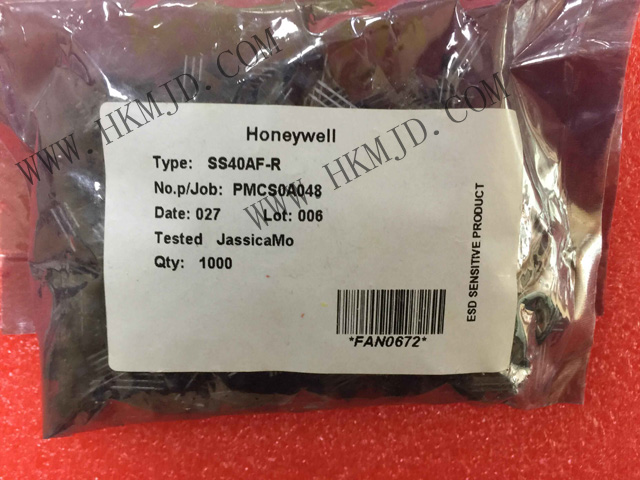 Honeywell
Type: SS40AF-R
No.p/Job: PMCS0A048
Date: 027 Lot: 006
Tested JassicaMo
Qty: 1000
*FAN0672*
ESD SENSITIVE PRODUCT
WWW.HKMJD.COM
WWW.HKMJD.COM